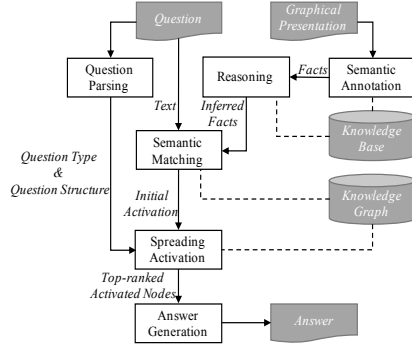 Question
Graphical
Presentation
Question
Parsing
Reasoning
Facts
Semantic
Annotation
Text
Inferred
Facts
Knowledge
Base
Semantic
Matching
Question Type
&
Question Structure
Initial
Activation
Knowledge
Graph
Spreading
Activation
Top-ranked
Activated Nodes
Answer
Generation
Answer